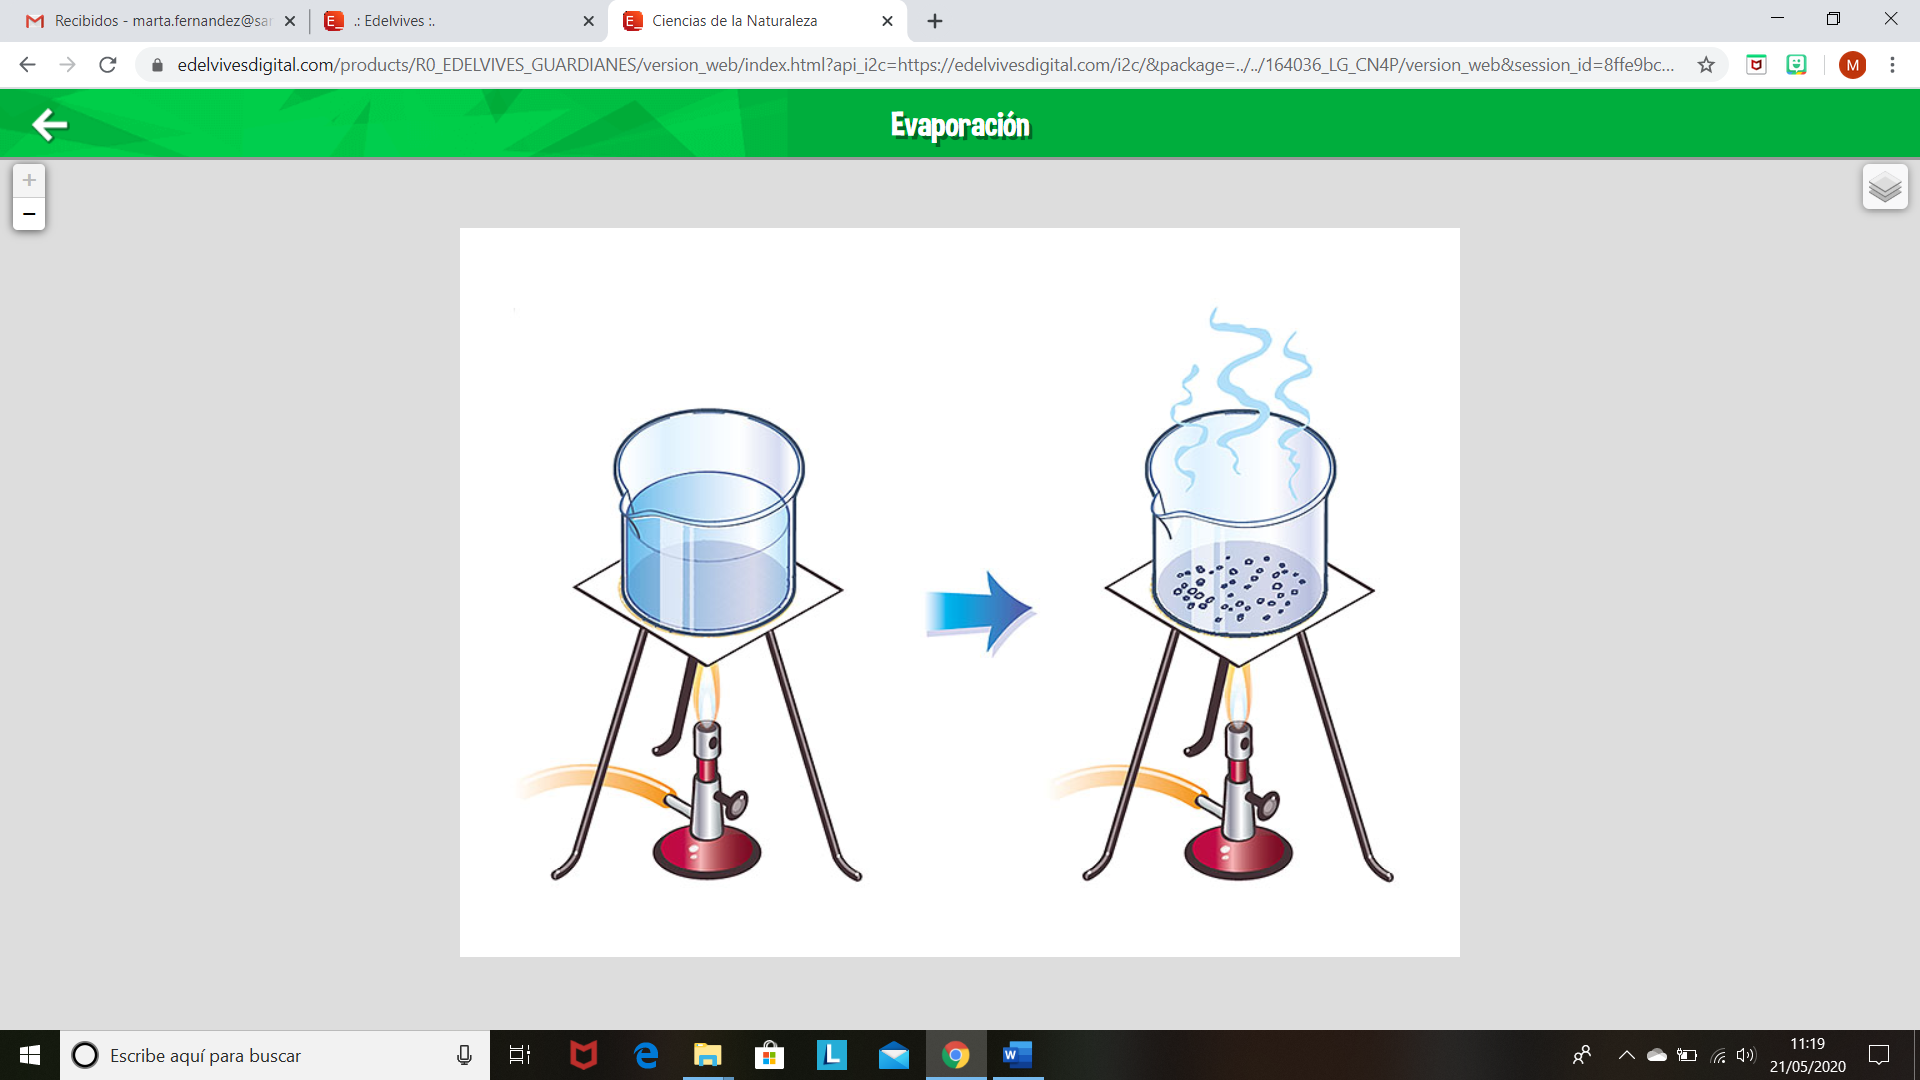 Recibidos - marta.fernandez@sar
.: Edelvives :.
Ciencias de la Naturaleza
edelvivesdigital.com/products/R0_EDELVIVES_GUARDIANES/version_web/index.html?api_i2c=https://edelvivesdigital.com/i2c/&package=../../164036_LG_CN4P/version_web&session_id=8ffe9bc...
M
Evaporación
+
−
Escribe aquí para buscar
11:19
21/05/2020